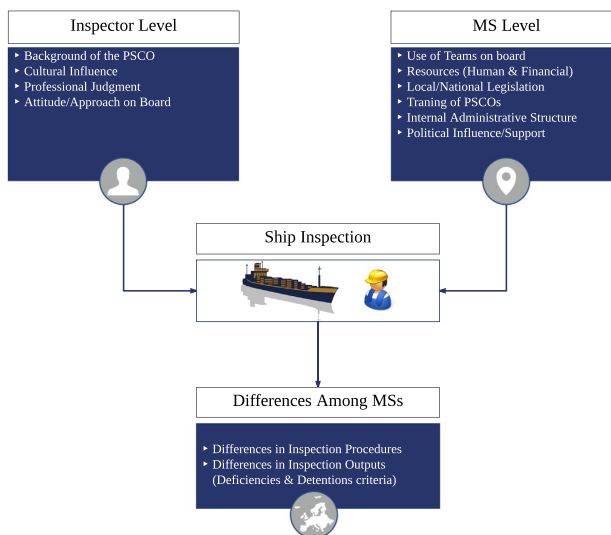 Inspector Level
‣ Background of the PSCO
‣ Cultural Influence
‣ Professional Judgment
‣ Attitude/Approach on Board
MS Level
‣ Use of Teams on board
‣ Resources (Human & Financial)
‣ Local/National Legislation
‣ Traning of PSCOs
‣ Internal Administrative Structure
‣ Political Influence/Support
Ship Inspection
Differences Among MSs
‣ Differences in Inspection Procedures
‣ Differences in Inspection Outputs
(Deficiencies & Detentions criteria)